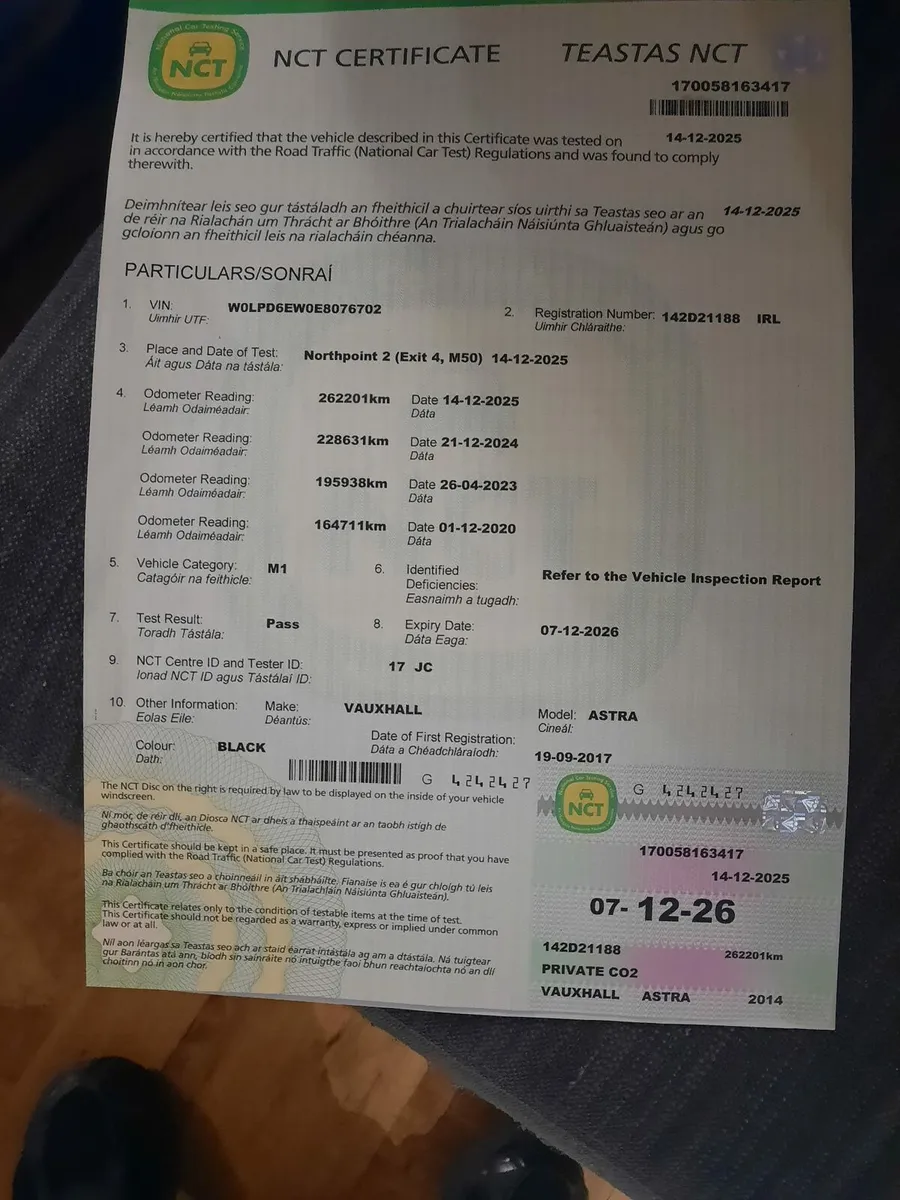 National Car Testing Service
NCT
NCT CERTIFICATE TEASTAS NCT
170058163417
It is hereby certified that the vehicle described in this Certificate was tested on 14-12-2025
in accordance with the Road Traffic (National Car Test) Regulations and was found to comply
therewith.
Deimhnítear leis seo gur tástáladh an fheithicil a chuirtear síos uirthi sa Teastas seo ar an 14-12-2025
de réir na Rialachán um Thrácht ar Bhóithre (An Trialacháin Náisiúnta Ghluaisteán) agus go
gcloíonn an fheithicil leis na rialacháin chéanna.
PARTICULARS/SONRAÍ
1. VIN: W0LPD6EW0E8076702
Uimhir UTF:
2. Registration Number: 142D21188 IRL
Uimhir Chláraithe:
3. Place and Date of Test: Northpoint 2 (Exit 4, M50) 14-12-2025
Áit agus Dáta na tástála:
4. Odometer Reading: 262201km Date 14-12-2025
Léamh Odaiméadair: Dáta
Odometer Reading: 228631km Date 21-12-2024
Léamh Odaiméadair: Dáta
Odometer Reading: 195938km Date 26-04-2023
Léamh Odaiméadair: Dáta
Odometer Reading: 164711km Date 01-12-2020
Léamh Odaiméadair: Dáta
5. Vehicle Category: M1
Catagóir na feithicle:
6. Identified
Deficiencies: Refer to the Vehicle Inspection Report
Easnaimh a tugadh:
7. Test Result: Pass
Toradh Tástála:
8. Expiry Date: 07-12-2026
Dáta Eaga:
9. NCT Centre ID and Tester ID: 17 JC
Ionad NCT ID agus Tástálaí ID:
10. Other Information: Make: VAUXHALL
Eolas Eile: Déantús:
Model: ASTRA
Cineál:
Colour: BLACK
Dath:
Date of First Registration:
Dáta a Chéadchláraíodh: 19-09-2017
G 4242427
The NCT Disc on the right is required by law to be displayed on the inside of your vehicle
windscreen.
Ní mór, de réir dlí, an Diosca NCT ar dheis a thaispeáint ar an taobh istigh de
ghaothscáth d'fheithicle.
This Certificate should be kept in a safe place. It must be presented as proof that you have
complied with the Road Traffic (National Car Test) Regulations.
Ba chóir an Teastas seo a choinneáil in áit shábháilte. Fianaise is ea é gur chloígh tú leis
na Rialacháin um Thrácht ar Bhóithre (An Trialacháin Náisiúnta Ghluaisteán).
This Certificate relates only to the condition of testable items at the time of test.
This Certificate should not be regarded as a warranty, express or implied under common
law or at all.
Níl aon léargas sa Teastas seo ach ar staid éarraí intástála ag am a dtástála. Ná tuigtear
gur Barántas atá ann, bíodh sin sainráite nó intuigthe faoi bhun reachtaíochta nó an dlí
choitinn nó in aon chor.
NCT
G 4242427
170058163417
14-12-2025
07-12-26
142D21188 262201km
PRIVATE CO2
VAUXHALL ASTRA 2014